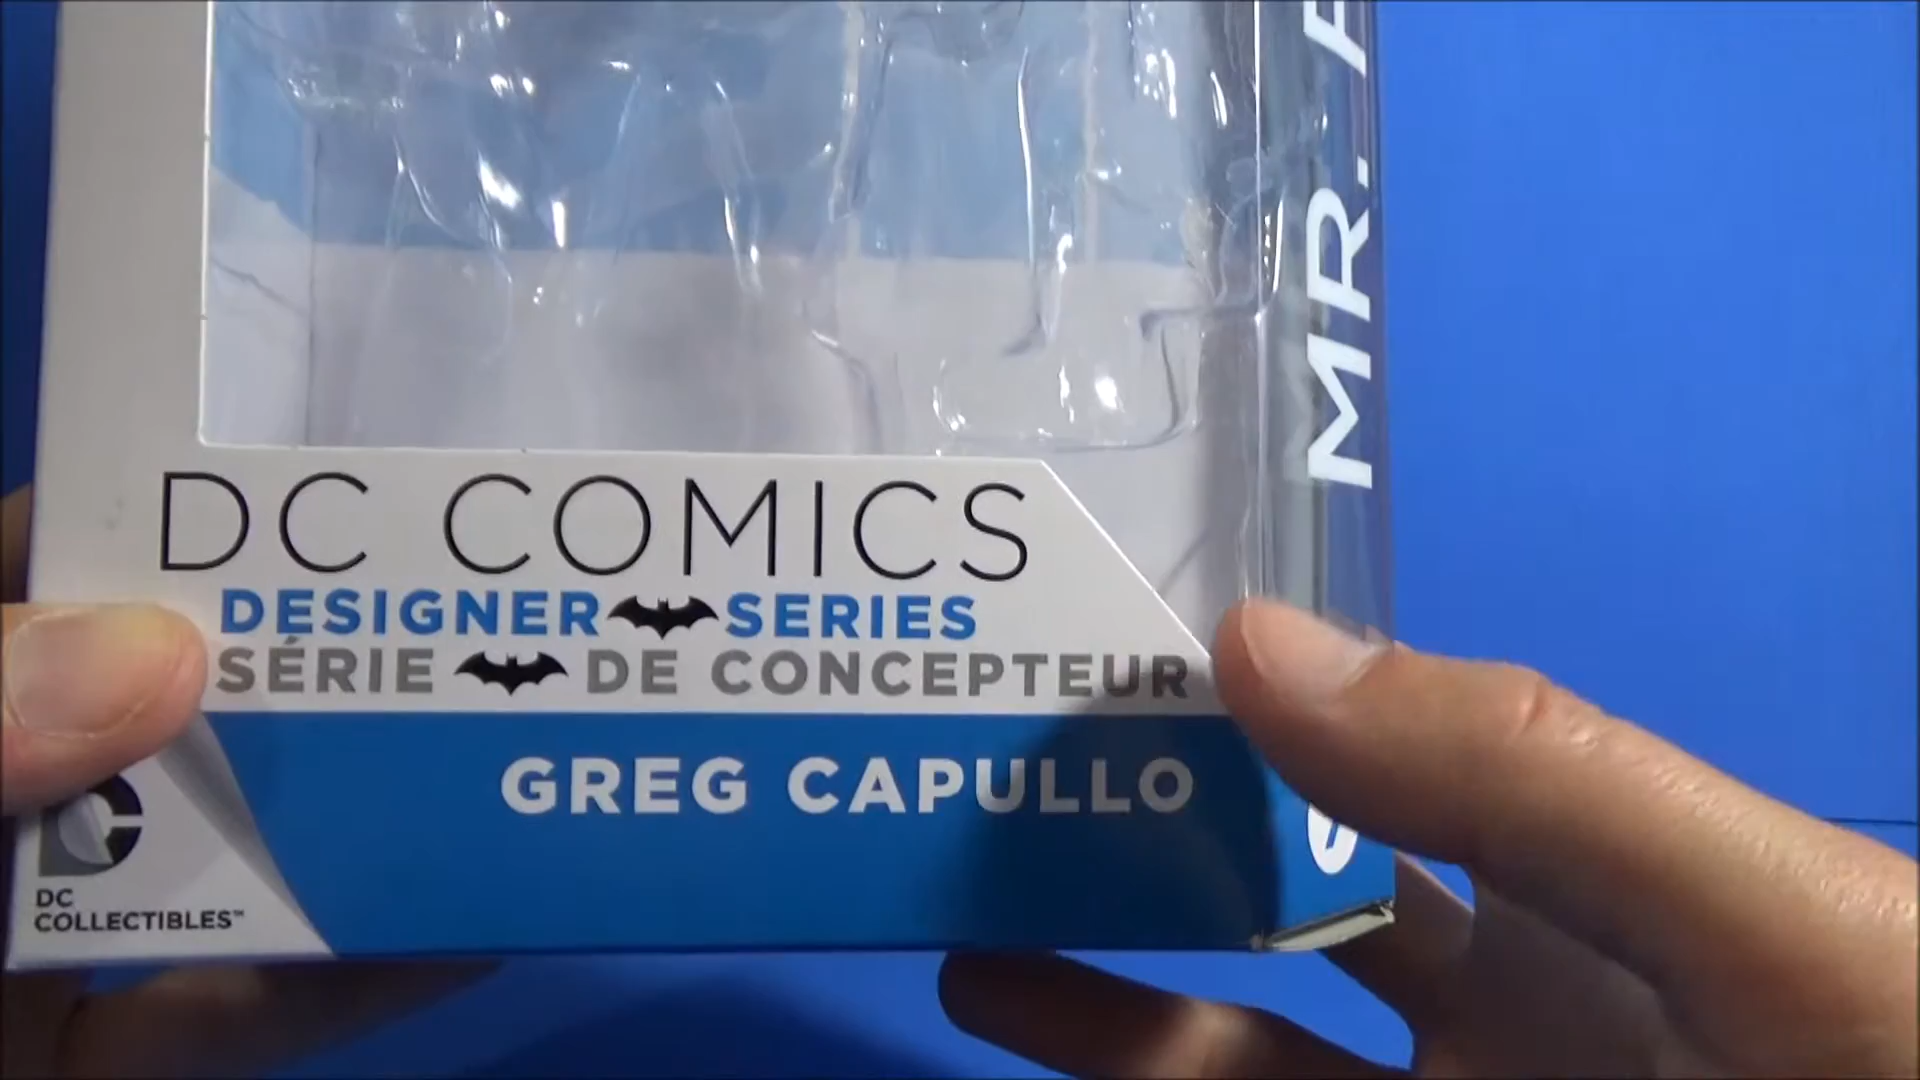 DC COMICS
DESIGNER SERIES
SÉRIE DE CONCEPTEUR
GREG CAPULLO
DC
COLLECTIBLES™
MR.